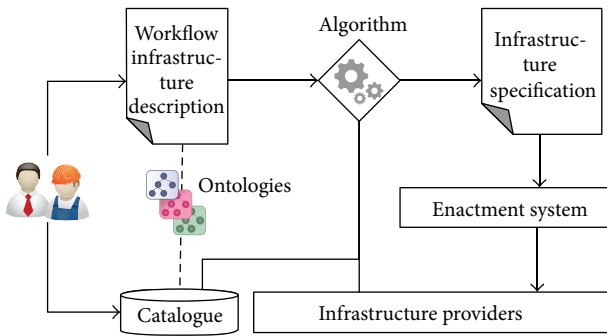 Workflow
infrastruc-
ture
description
Algorithm
Infrastruc-
ture
specification
Ontologies
Enactment system
Catalogue
Infrastructure providers